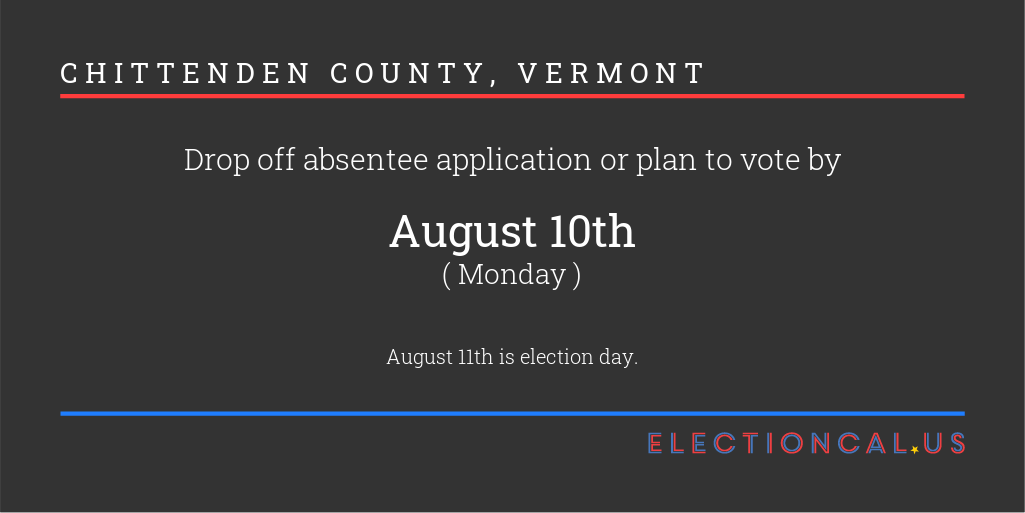 CHITTENDEN COUNTY, VERMONT
Drop off absentee application or plan to vote by
August 10th
( Monday )
August 11th is election day.
ELECTIONCAL.US